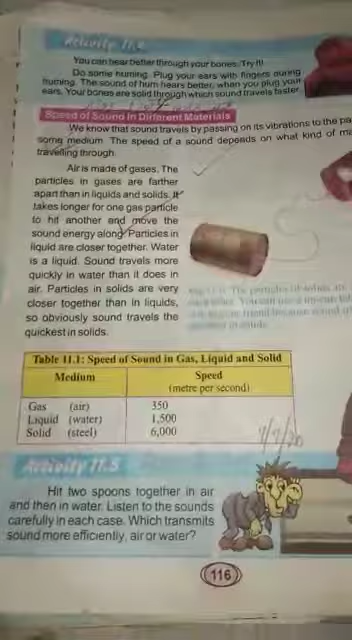 Activity 11.4
You can hear better through your bones. Try it!
Do some huming. Plug your ears with fingers during
huming. The sound of hum hears better, when you plug your
ears. Your bones are solid through which sound travels faster.
Speed of Sound in Different Materials
We know that sound travels by passing on its vibrations to the pa
some medium. The speed of a sound depends on what kind of ma
travelling through.
Air is made of gases. The
particles in gases are farther
apart than in liquids and solids. It
takes longer for one gas particle
to hit another and move the
sound energy along. Particles in
liquid are closer together. Water
is a liquid. Sound travels more
quickly in water than it does in
air. Particles in solids are very
closer together than in liquids,
so obviously sound travels the
quickest in solids.
Table 11.1: Speed of Sound in Gas, Liquid and Solid
Medium Speed
(metre per second)
Gas (air) 350
Liquid (water) 1,500
Solid (steel) 6,000
Activity 11.5
Hit two spoons together in air
and then in water. Listen to the sounds
carefully in each case. Which transmits
sound more efficiently, air or water?
116